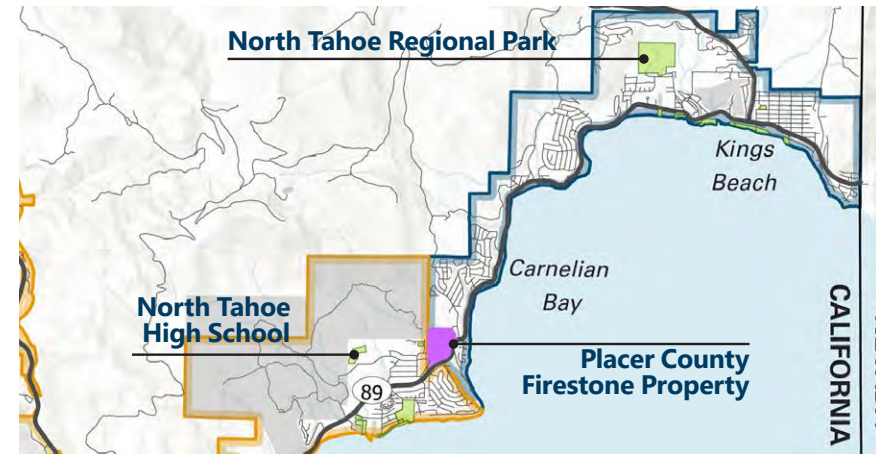 North Tahoe Regional Park
Kings
Beach
Carnelian
Bay
North Tahoe
High School
89
Placer County
Firestone Property
CALIFORNIA